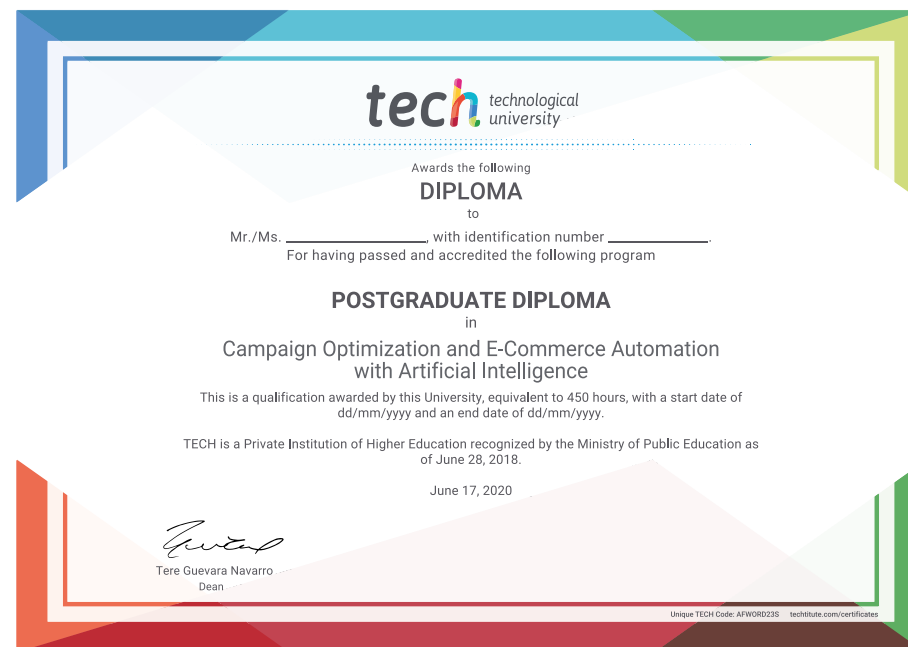 tech technological
university
Awards the following
DIPLOMA
to
Mr./Ms. ____________, with identification number ____________.
For having passed and accredited the following program
POSTGRADUATE DIPLOMA
in
Campaign Optimization and E-Commerce Automation
with Artificial Intelligence
This is a qualification awarded by this University, equivalent to 450 hours, with a start date of
dd/mm/yyyy and an end date of dd/mm/yyyy.
TECH is a Private Institution of Higher Education recognized by the Ministry of Public Education as
of June 28, 2018.
June 17, 2020
Tere Guevara Navarro
Dean
Unique TECH Code: AFWORD23S techtitute.com/certificates